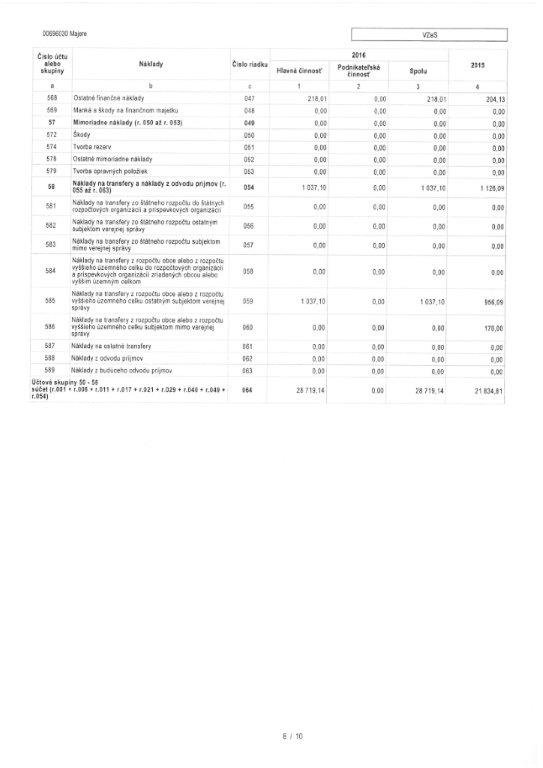 00696030 Majere
VZaS
Číslo účtu alebo skupiny Náklady Číslo riadku 2016 2015
Hlavná činnosť Podnikateľská činnosť Spolu
a b c 1 2 3 4
568 Ostatné finančné náklady 047 218,01 0,00 218,01 204,13
569 Manká a škody na finančnom majetku 048 0,00 0,00 0,00 0,00
57 Mimoriadne náklady (r. 050 až r. 053) 049 0,00 0,00 0,00 0,00
572 Škody 050 0,00 0,00 0,00 0,00
574 Tvorba rezerv 051 0,00 0,00 0,00 0,00
578 Ostatné mimoriadne náklady 052 0,00 0,00 0,00 0,00
579 Tvorba opravných položiek 053 0,00 0,00 0,00 0,00
58 Náklady na transfery a náklady z odvodu príjmov (r.
055 až r. 063) 054 1 037,10 0,00 1 037,10 1 126,09
581 Náklady na transfery zo štátneho rozpočtu do štátnych
rozpočtových organizácií a príspevkových organizácií 055 0,00 0,00 0,00 0,00
582 Náklady na transfery zo štátneho rozpočtu ostatným
subjektom verejnej správy 056 0,00 0,00 0,00 0,00
583 Náklady na transfery zo štátneho rozpočtu subjektom
mimo verejnej správy 057 0,00 0,00 0,00 0,00
584 Náklady na transfery z rozpočtu obce alebo z rozpočtu
vyššieho územného celku do rozpočtových organizácií
a príspevkových organizácií zriadených obcou alebo
vyšším územným celkom 058 0,00 0,00 0,00 0,00
585 Náklady na transfery z rozpočtu obce alebo z rozpočtu
vyššieho územného celku ostatným subjektom verejnej
správy 059 1 037,10 0,00 1 037,10 956,09
586 Náklady na transfery z rozpočtu obce alebo z rozpočtu
vyššieho územného celku subjektom mimo verejnej
správy 060 0,00 0,00 0,00 170,00
587 Náklady na ostatné transfery 061 0,00 0,00 0,00 0,00
588 Náklady z odvodu príjmov 062 0,00 0,00 0,00 0,00
589 Náklady z budúceho odvodu príjmov 063 0,00 0,00 0,00 0,00
Účtové skupiny 50 - 58
súčet (r.001 + r.006 + r.011 + r.017 + r.021 + r.029 + r.040 + r.049 +
r.054) 064 28 719,14 0,00 28 719,14 21 834,81
8 / 10